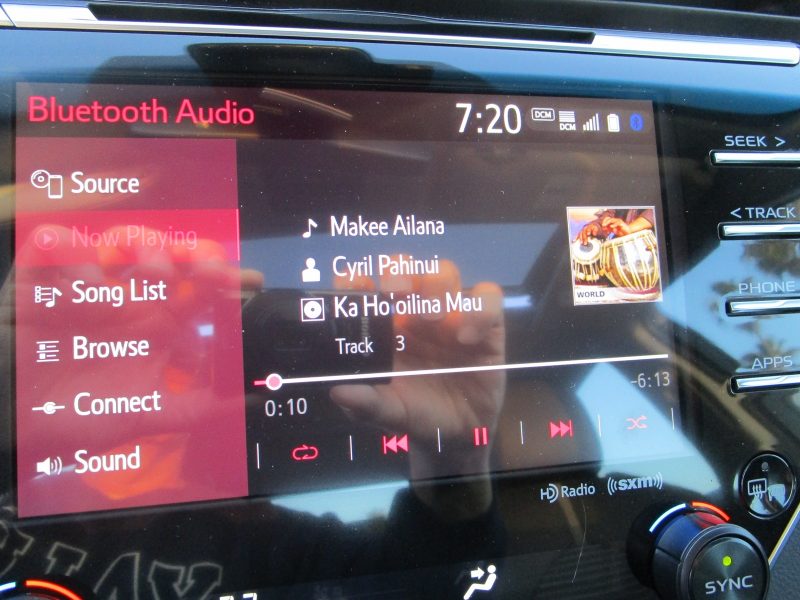 Bluetooth Audio
7:20
DCM
DCM
Source
Now Playing
Song List
Browse
Connect
Sound
Makee Ailana
Cyril Pahinui
Ka Ho'oilina Mau
Track 3
WORLD
0:10
-6:13
HD Radio
((sxm))
SEEK >
< TRACK
PHONE
APPS
SYNC